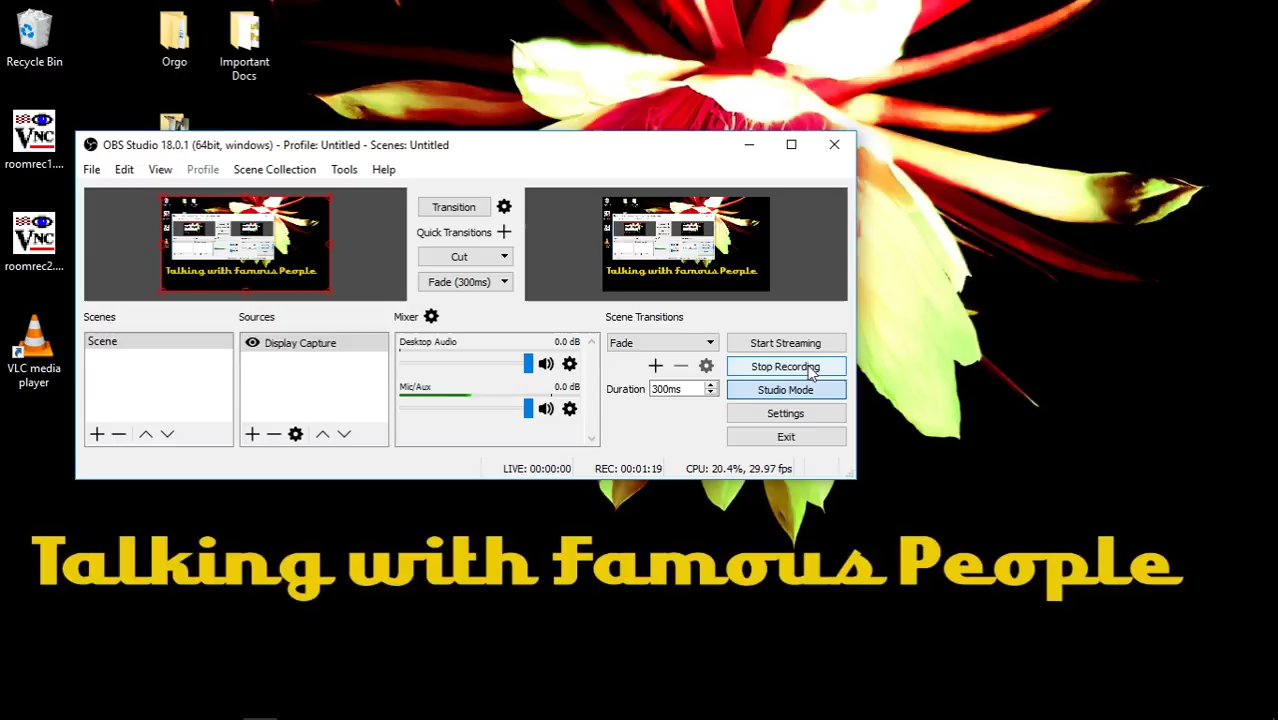 Recycle Bin
Orgo
Important
Docs
VNC
roomrec1....
VNC
roomrec2....
VLC media
player
OBS Studio 18.0.1 (64bit, windows) - Profile: Untitled - Scenes: Untitled
File Edit View Profile Scene Collection Tools Help
Talking with Famous People
Transition
Quick Transitions
Cut
Fade (300ms)
Talking with Famous People
Scenes
Scene
Sources
Display Capture
Mixer
Desktop Audio 0.0 dB
Mic/Aux 0.0 dB
Scene Transitions
Fade
Duration 300ms
Start Streaming
Stop Recording
Studio Mode
Settings
Exit
LIVE: 00:00:00 REC: 00:01:19 CPU: 20.4%, 29.97 fps
Talking with Famous People